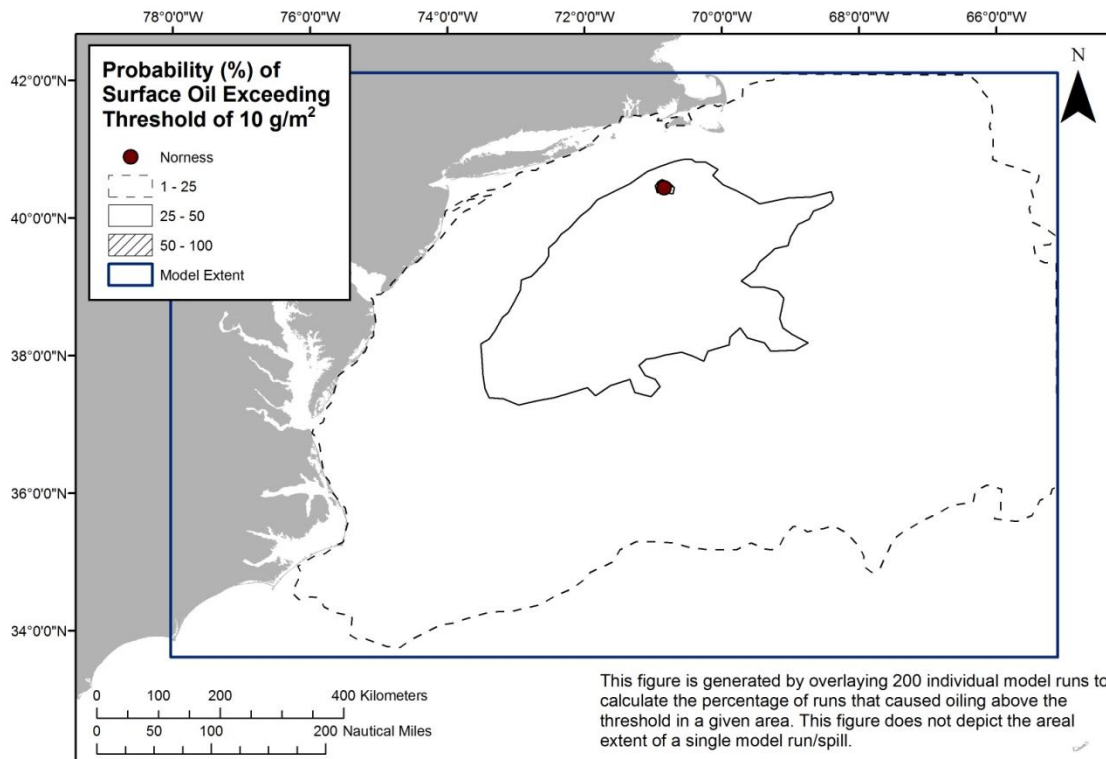 78°0'0"W 76°0'0"W 74°0'0"W 72°0'0"W 70°0'0"W 68°0'0"W 66°0'0"W
N
Probability (%) of
Surface Oil Exceeding
Threshold of 10 g/m²
Norness
1 - 25
25 - 50
50 - 100
Model Extent
42°0'0"N
40°0'0"N
38°0'0"N
36°0'0"N
34°0'0"N
0 100 200 400 Kilometers
0 50 100 200 Nautical Miles
This figure is generated by overlaying 200 individual model runs to
calculate the percentage of runs that caused oiling above the
threshold in a given area. This figure does not depict the areal
extent of a single model run/spill.